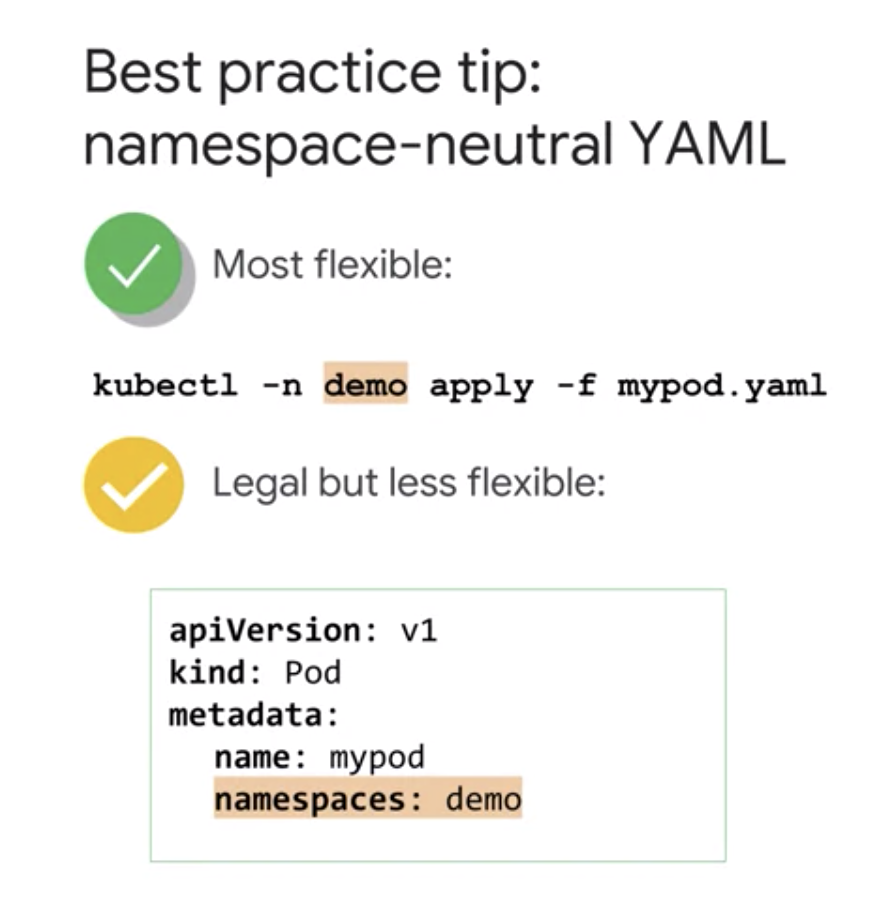 Best practice tip:
namespace-neutral YAML
Most flexible:
kubectl -n demo apply -f mypod.yaml
Legal but less flexible:
apiVersion: v1
kind: Pod
metadata:
name: mypod
namespaces: demo